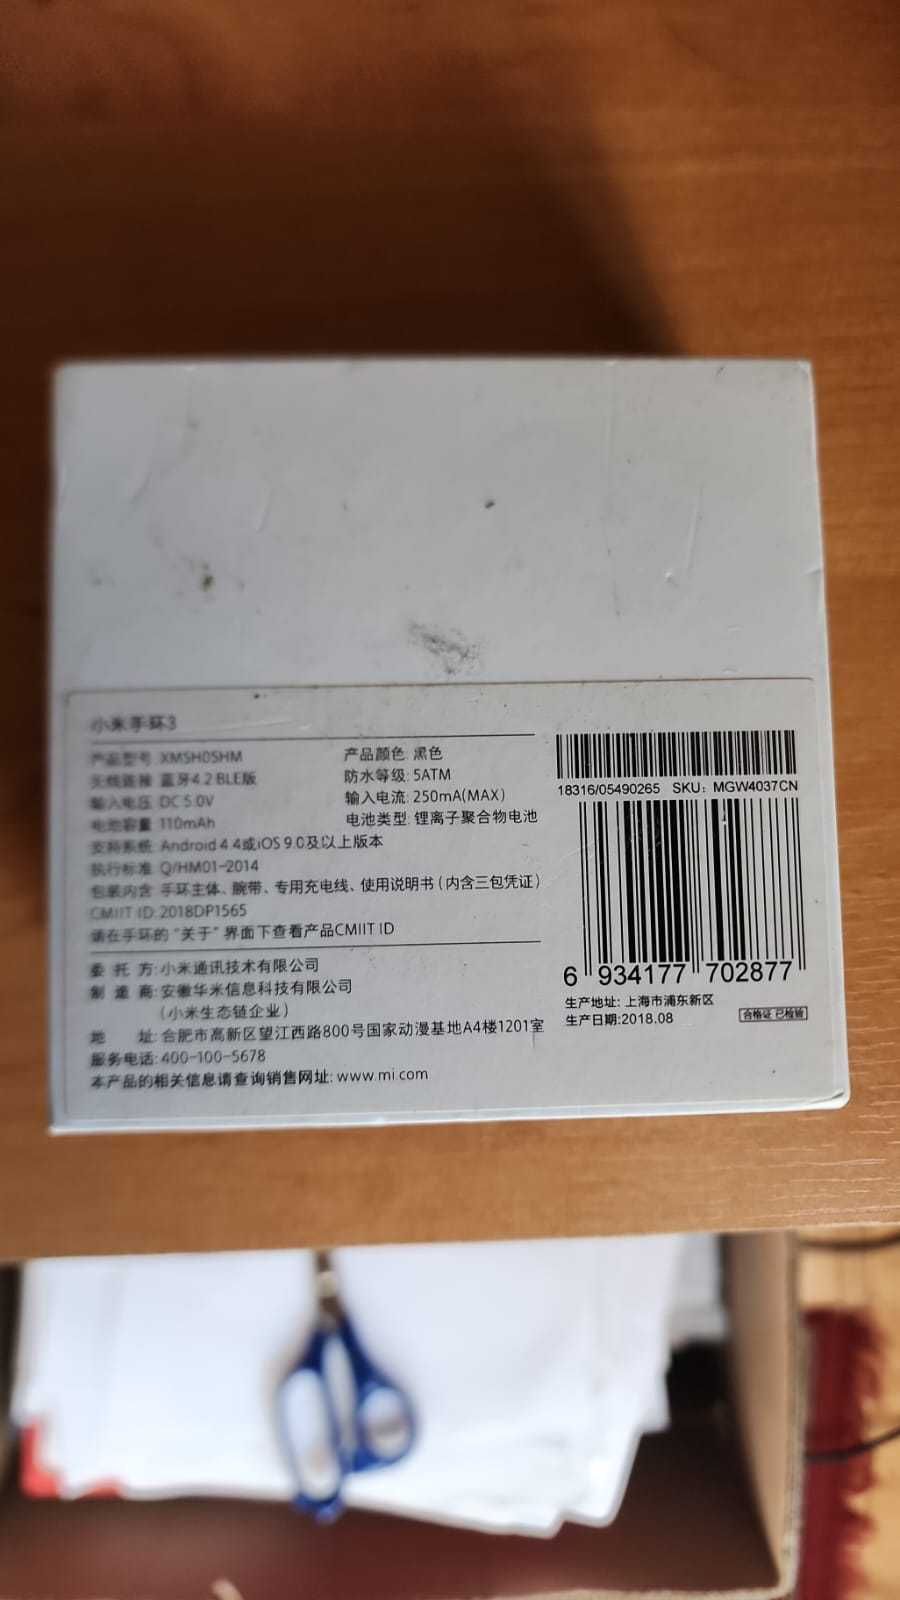 小米手环3
产品型号: XMSH05HM
产品颜色: 黑色
无线连接: 蓝牙4.2 BLE版
防水等级: 5ATM
输入电压: DC 5.0V
输入电流: 250mA(MAX)
电池容量: 110mAh
电池类型: 锂离子聚合物电池
支持系统: Android 4.4或iOS 9.0及以上版本
执行标准: Q/HM01-2014
包装内含: 手环主体、腕带、专用充电线、使用说明书(内含三包凭证)
CMIIT ID: 2018DP1565
请在手环的“关于”界面下查看产品CMIIT ID
委托方: 小米通讯技术有限公司
制造商: 安徽华米信息科技有限公司
(小米生态链企业)
地址: 合肥市高新区望江西路800号国家动漫基地A4楼1201室
服务电话: 400-100-5678
本产品的相关信息请查询销售网址: www.mi.com
18316/05490265 SKU: MGW4037CN
6 934177 702877
生产地址: 上海市浦东新区
生产日期:2018.08
合格证 已检验